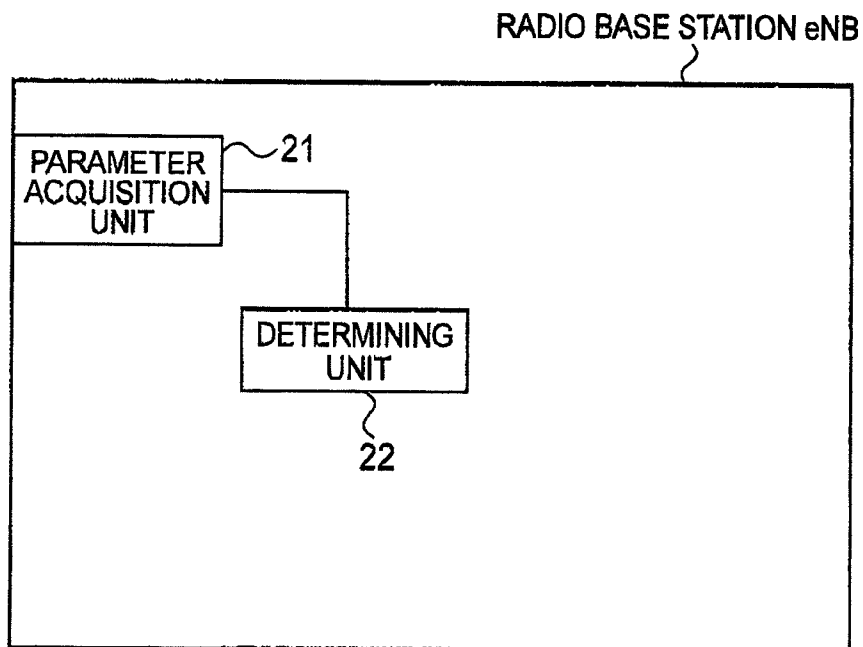 RADIO BASE STATION eNB
PARAMETER
ACQUISITION
UNIT
21
DETERMINING
UNIT
22